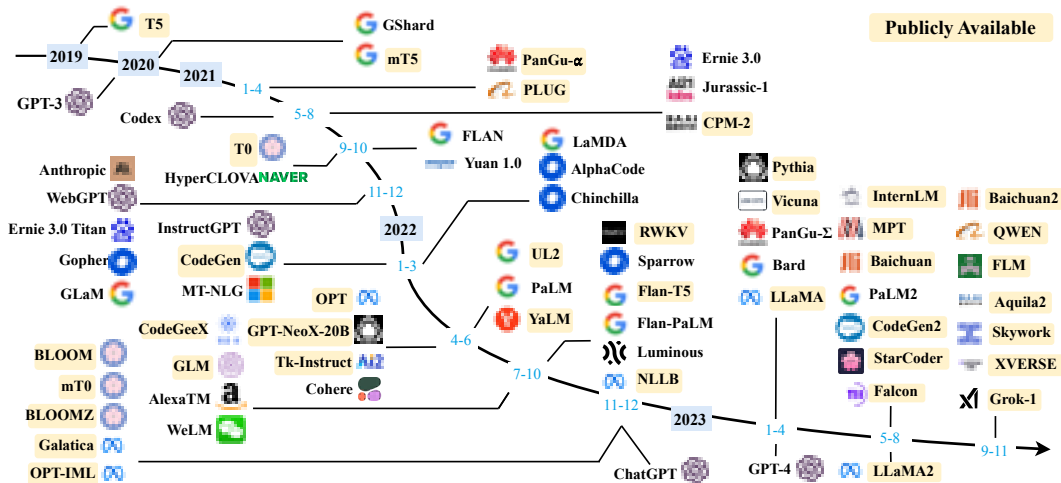 T5
GShard
Publicly Available
2019
2020
2021
mT5
PanGu-α
Ernie 3.0
GPT-3
1-4
PLUG
Jurassic-1
Codex
5-8
CPM-2
T0
9-10
FLAN
LaMDA
HyperCLOVA NAVER
Yuan 1.0
AlphaCode
Anthropic
WebGPT
11-12
Chinchilla
Pythia
Vicuna
InternLM
Baichuan2
Ernie 3.0 Titan
InstructGPT
2022
RWKV
PanGu-Σ
MPT
QWEN
Gopher
CodeGen
1-3
UL2
Sparrow
Bard
Baichuan
FLM
GLaM
MT-NLG
OPT
PaLM
Flan-T5
LLaMA
PaLM2
Aquila2
CodeGeeX
GPT-NeoX-20B
YaLM
Flan-PaLM
CodeGen2
Skywork
BLOOM
GLM
Tk-Instruct
Ai2
4-6
Luminous
StarCoder
XVERSE
mT0
AlexaTM
Cohere
7-10
NLLB
Falcon
Grok-1
BLOOMZ
WeLM
11-12
2023
1-4
5-8
9-11
Galatica
OPT-IML
ChatGPT
GPT-4
LLaMA2